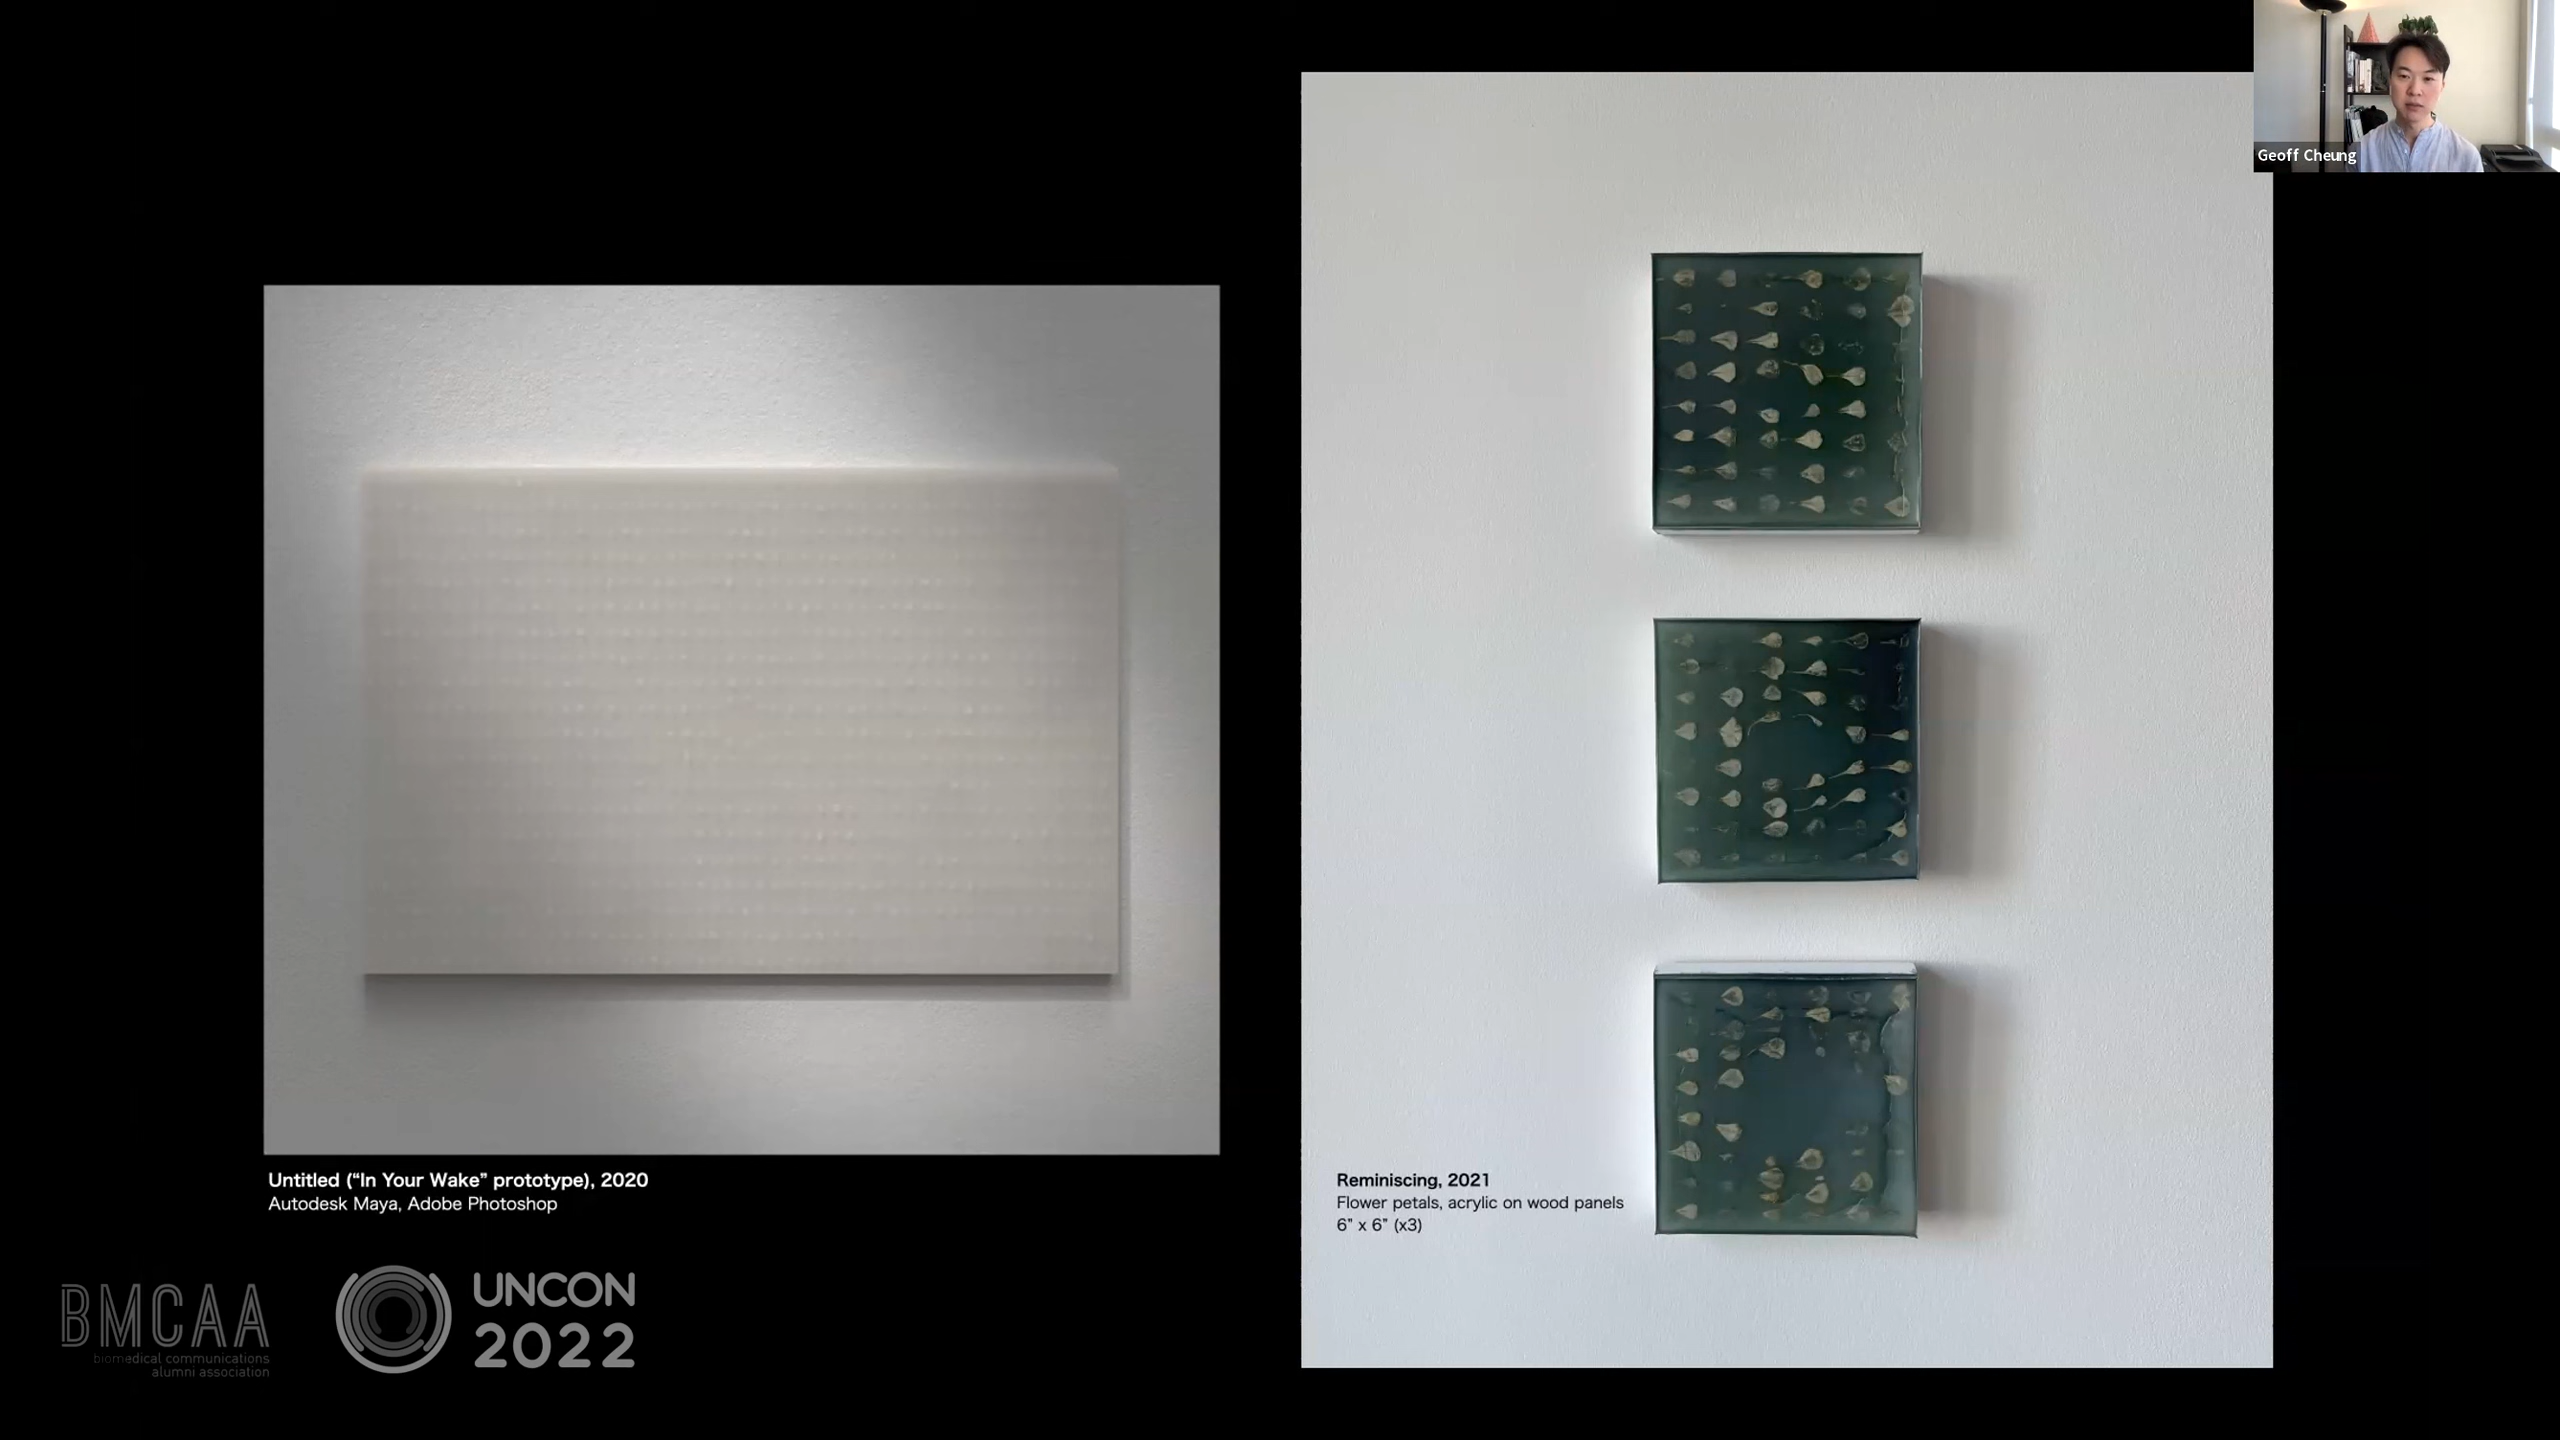 Geoff Cheung
Untitled (“In Your Wake” prototype), 2020
Autodesk Maya, Adobe Photoshop
Reminiscing, 2021
Flower petals, acrylic on wood panels
6” x 6” (x3)
BMCAA
biomedical communications
alumni association
UNCON
2022